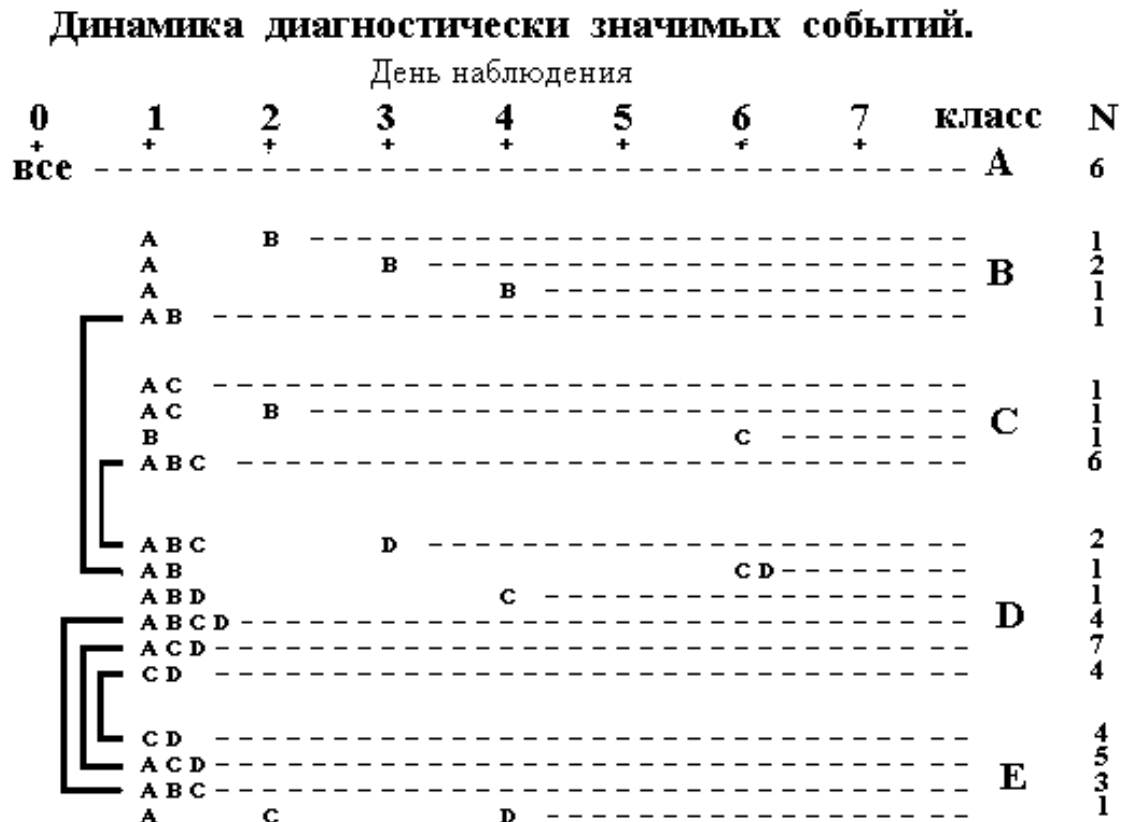 Динамика диагностически значимых событий.
День наблюдения
0 1 2 3 4 5 6 7 класс N
+ + + + + + + +
все - - - - - - - - - - - - - - - - - - - - - - - - - - - - - - - - - - - - - A 6
A B - - - - - - - - - - - - - - - - - - - - - - - - - - - - 1
A B - - - - - - - - - - - - - - - - - - - - - - - 2
B
A B - - - - - - - - - - - - - - - - - - 1
A B - - - - - - - - - - - - - - - - - - - - - - - - - - - - - - - - 1
A C - - - - - - - - - - - - - - - - - - - - - - - - - - - - - - - - 1
A C B - - - - - - - - - - - - - - - - - - - - - - - - - - - - C 1
B C - - - - - - - - 1
A B C - - - - - - - - - - - - - - - - - - - - - - - - - - - - - - - 6
A B C D - - - - - - - - - - - - - - - - - - - - - - - 2
A B C D - - - - - - - - 1
A B D C - - - - - - - - - - - - - - - - - - 1
A B C D - - - - - - - - - - - - - - - - - - - - - - - - - - - - - - - D 4
A C D - - - - - - - - - - - - - - - - - - - - - - - - - - - - - - - - 7
C D - - - - - - - - - - - - - - - - - - - - - - - - - - - - - - - - 4
C D - - - - - - - - - - - - - - - - - - - - - - - - - - - - - - - - 4
A C D - - - - - - - - - - - - - - - - - - - - - - - - - - - - - - - - 5
A B C - - - - - - - - - - - - - - - - - - - - - - - - - - - - - - - - E 3
A C D - - - - - - - - - - - - - - - - - - 1